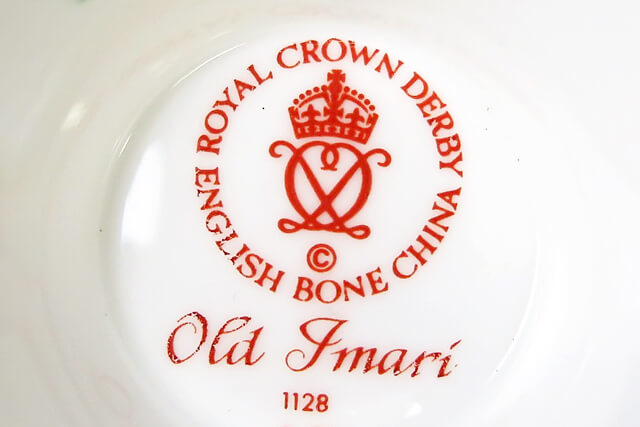 ROYAL CROWN DERBY
ENGLISH BONE CHINA
©
Old Imari
1128